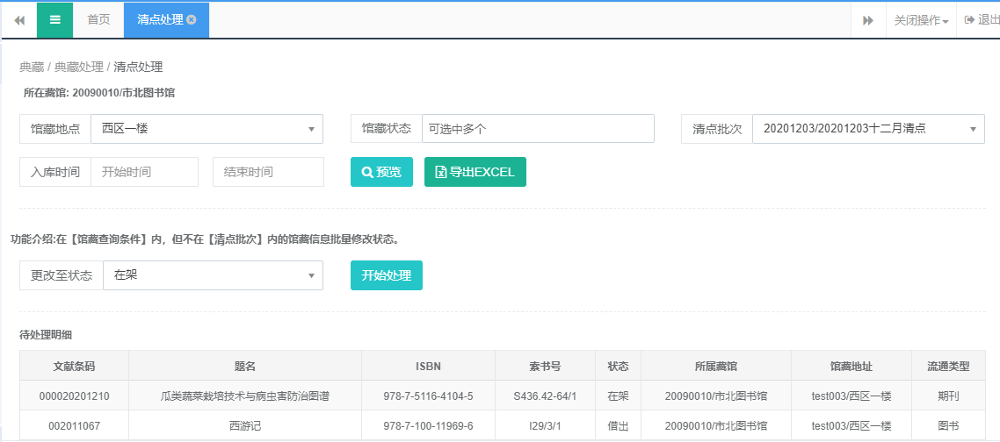 首页 清点处理 关闭操作 退出
典藏 / 典藏处理 / 清点处理
所在藏馆: 20090010/市北图书馆
馆藏地点 西区一楼 馆藏状态 可选中多个 清点批次 20201203/20201203十二月清点
入库时间 开始时间 结束时间 预览 导出EXCEL
功能介绍:在【馆藏查询条件】内，但不在【清点批次】内的馆藏信息批量修改状态。
更改至状态 在架 开始处理
待处理明细
文献条码 题名 ISBN 索书号 状态 所属藏馆 馆藏地址 流通类型
000020201210 瓜类蔬菜栽培技术与病虫害防治图谱 978-7-5116-4104-5 S436.42-64/1 在架 20090010/市北图书馆 test003/西区一楼 期刊
002011067 西游记 978-7-100-11969-6 I29/3/1 借出 20090010/市北图书馆 test003/西区一楼 图书